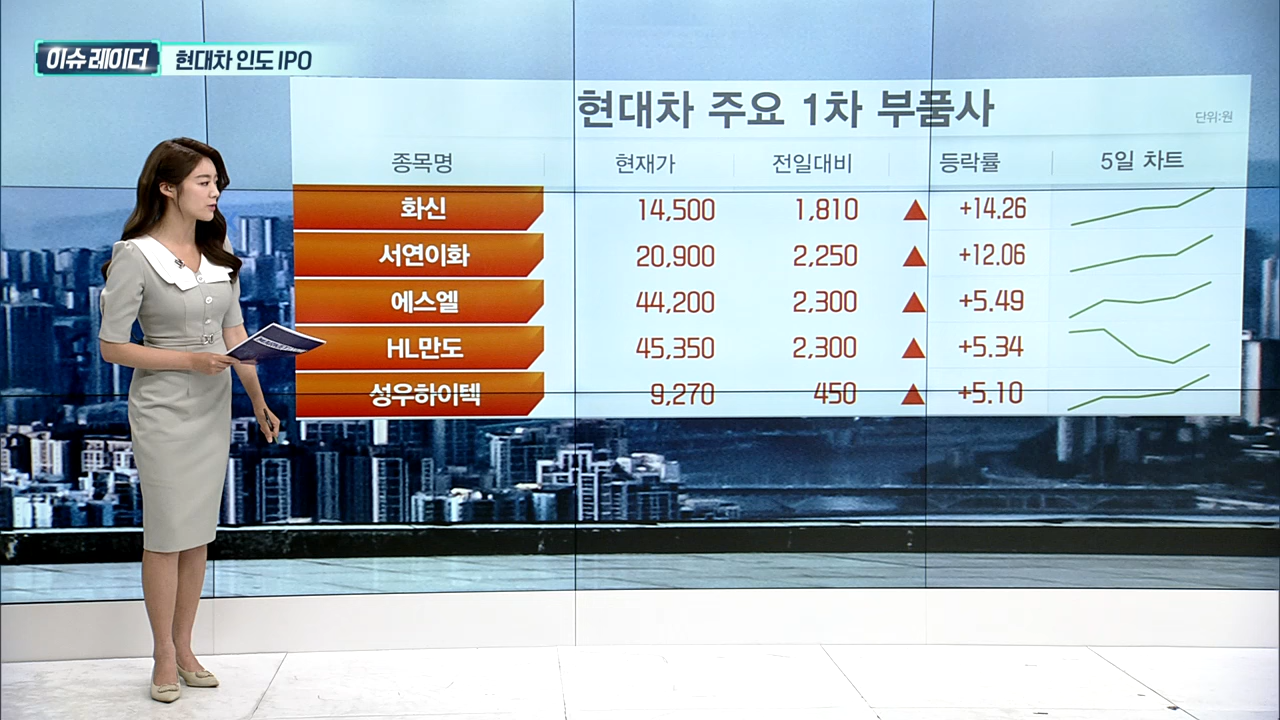 이슈 레이더 현대차 인도 IPO
현대차 주요 1차 부품사
단위:원
종목명 현재가 전일대비 등락률 5일 차트
화신 14,500 1,810 ▲ +14.26
서연이화 20,900 2,250 ▲ +12.06
에스엘 44,200 2,300 ▲ +5.49
HL만도 45,350 2,300 ▲ +5.34
성우하이텍 9,270 450 ▲ +5.10